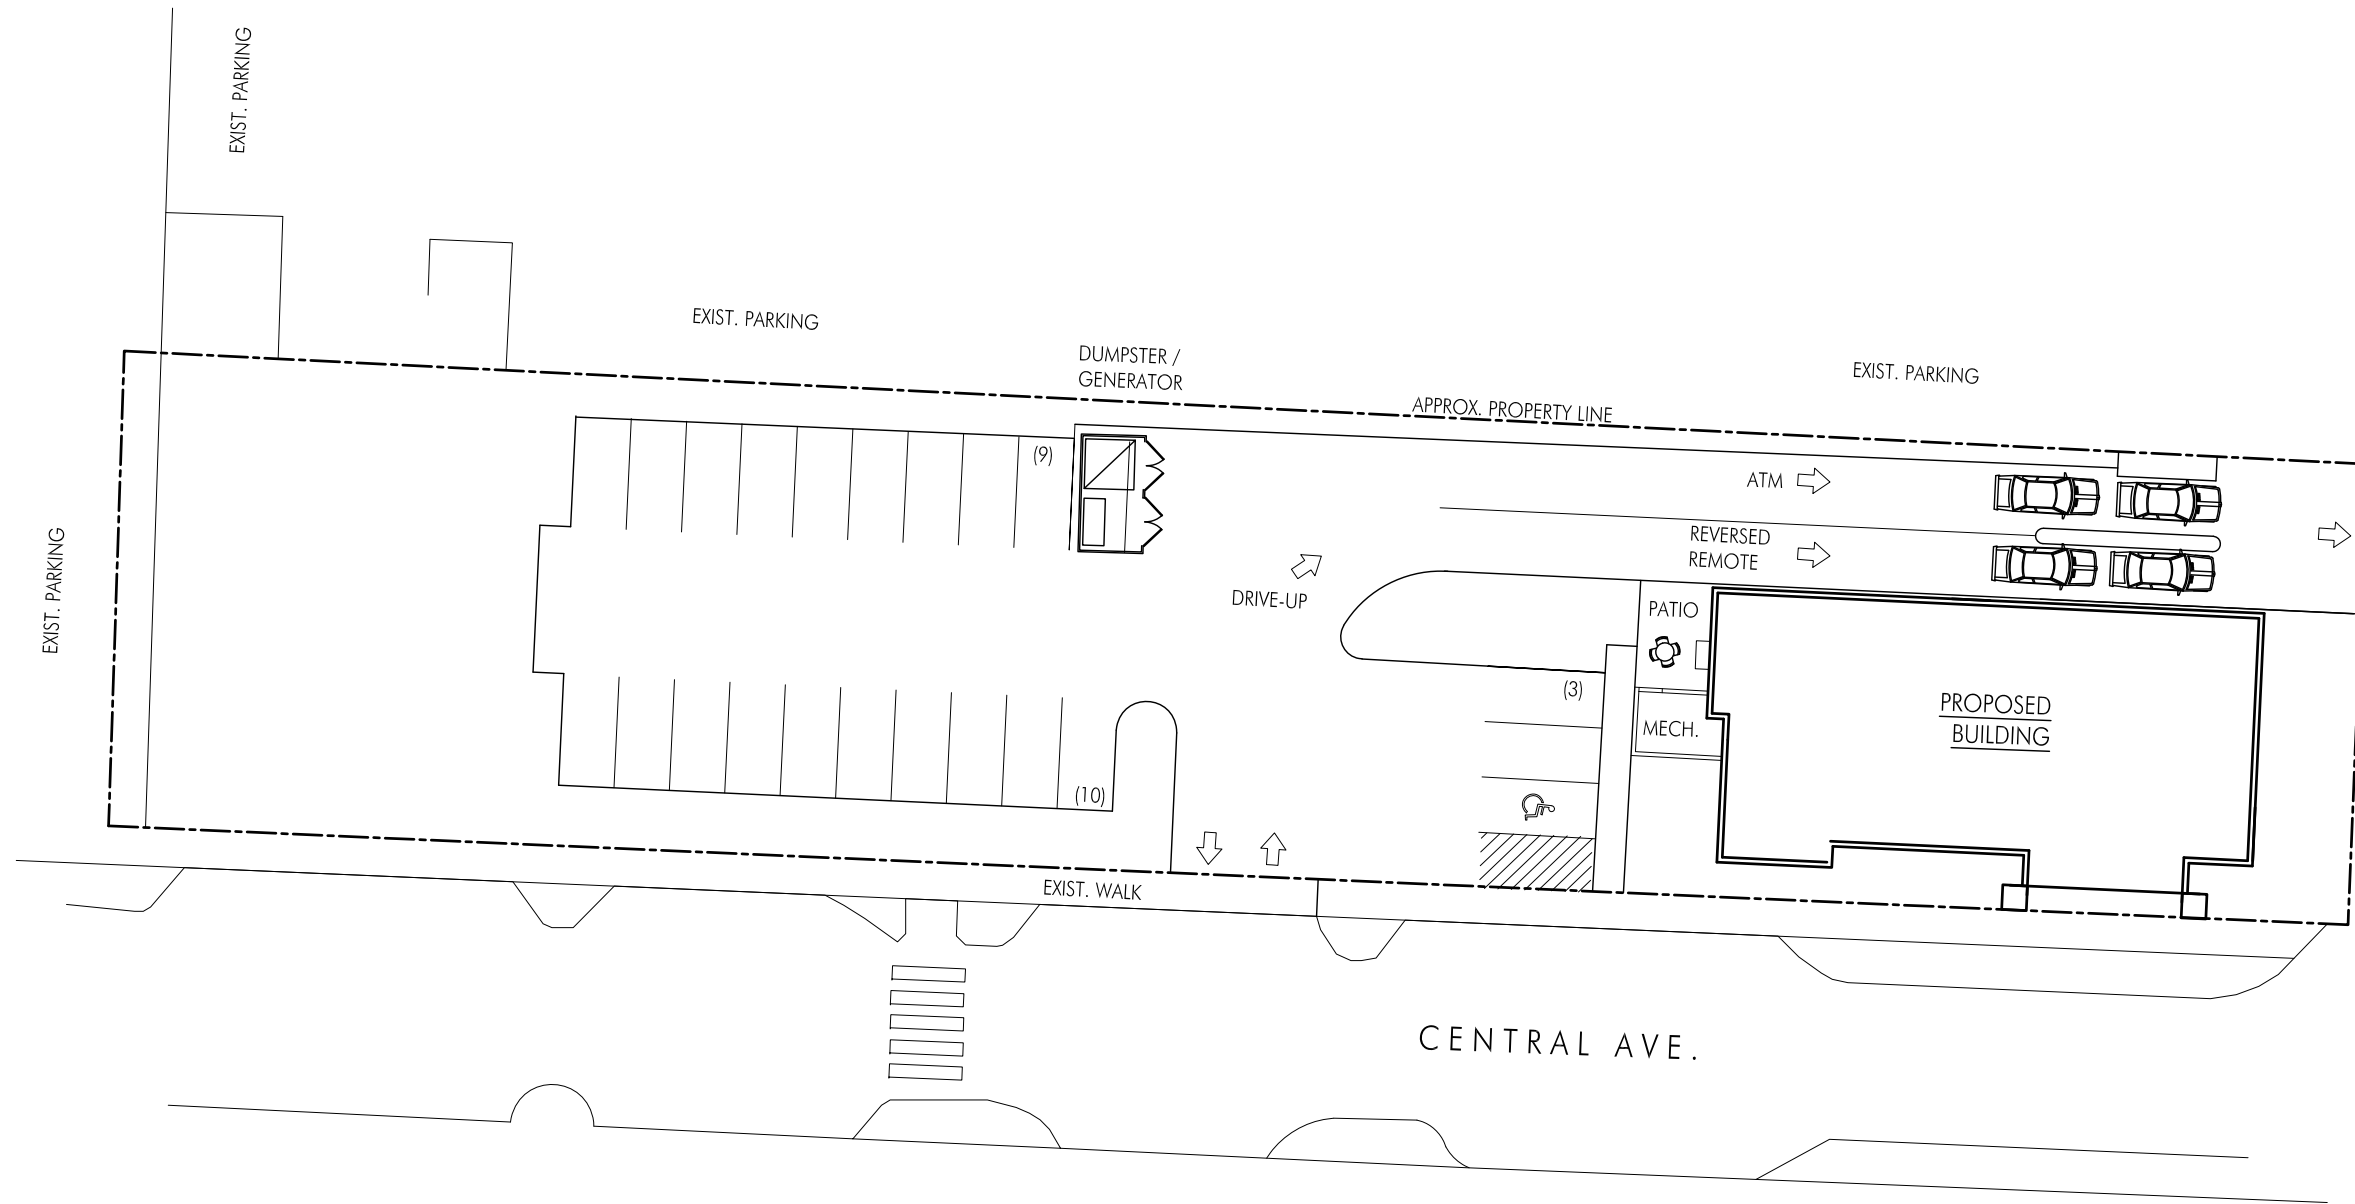 EXIST. PARKING
EXIST. PARKING
DUMPSTER /
GENERATOR
EXIST. PARKING
APPROX. PROPERTY LINE
(9)
ATM
REVERSED
REMOTE
EXIST. PARKING
DRIVE-UP
PATIO
(3)
PROPOSED
BUILDING
MECH.
(10)
EXIST. WALK
CENTRAL AVE.